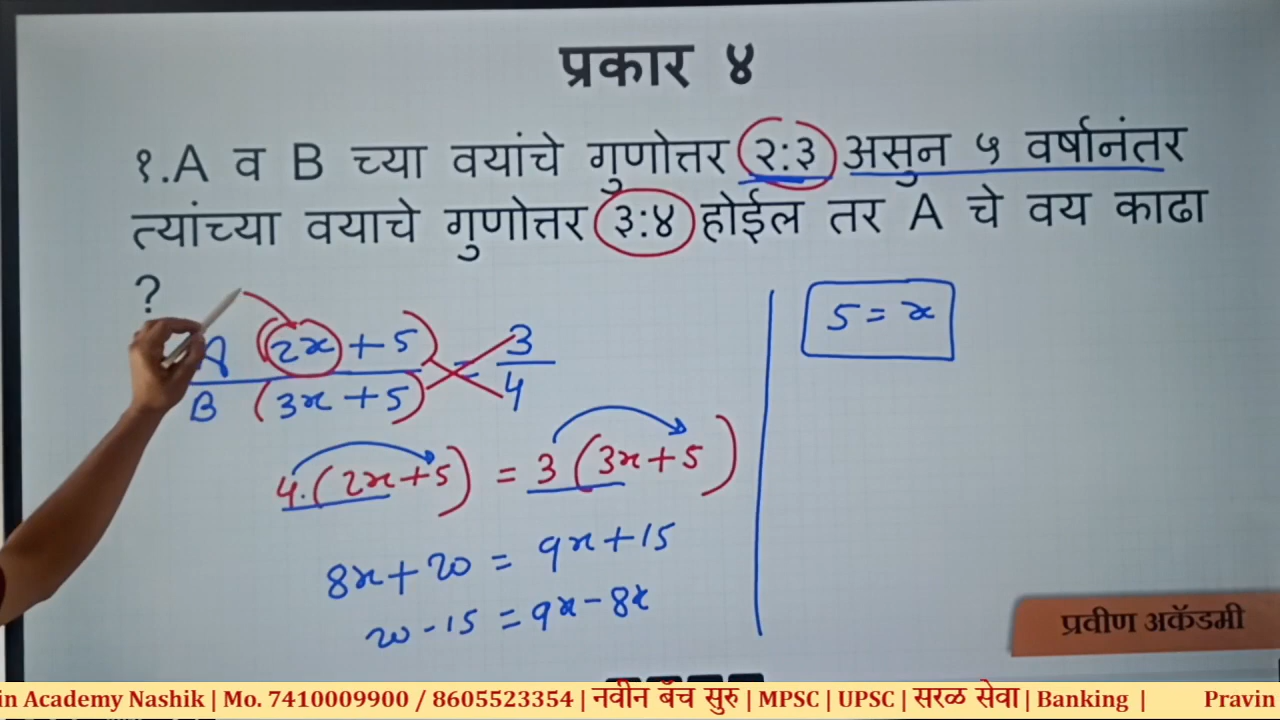 प्रकार ४
१.A व B च्या वयांचे गुणोत्तर २:३ असुन ५ वर्षानंतर
त्यांच्या वयाचे गुणोत्तर ३:४ होईल तर A चे वय काढा
?
A (2x+5) = 3
B (3x+5) 4
4.(2x+5) = 3(3x+5)
8x+20 = 9x+15
20-15 = 9x-8x
5 = x
प्रवीण अकॅडमी
in Academy Nashik | Mo. 7410009900 / 8605523354 | नवीन बॅच सुरु | MPSC | UPSC | सरळ सेवा | Banking | Pravin